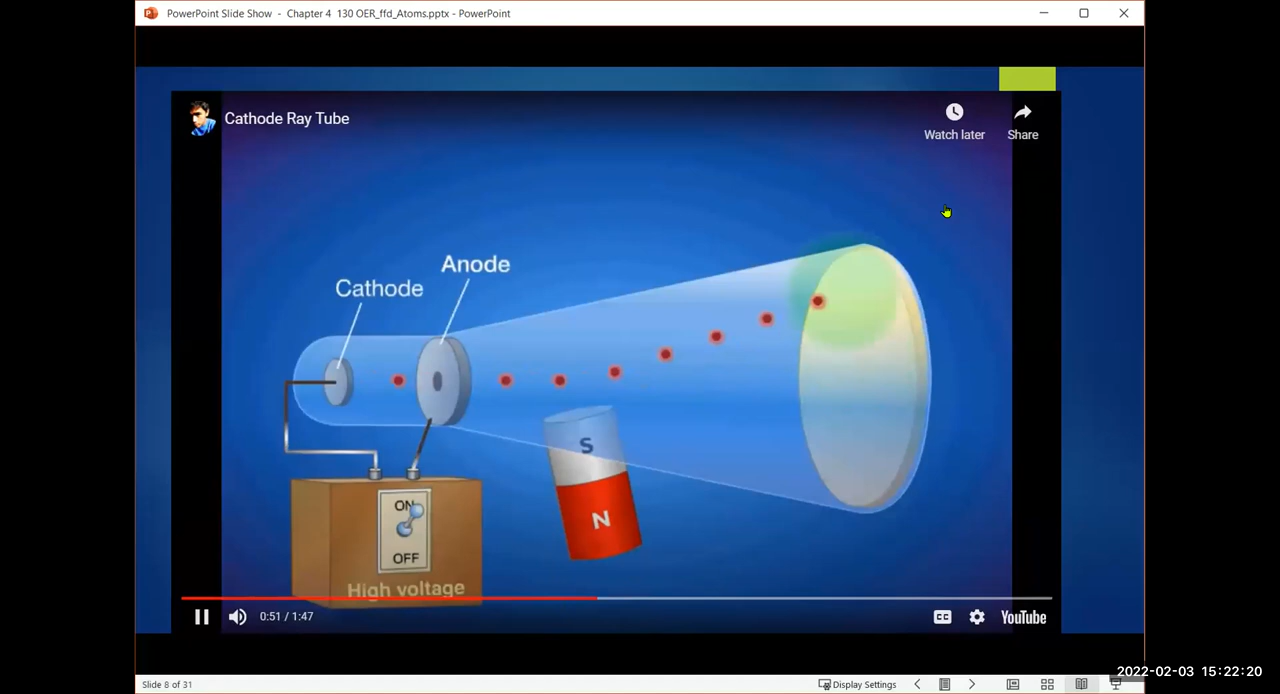 PowerPoint Slide Show - Chapter 4 130 OER_ffd_Atoms.pptx - PowerPoint
Cathode Ray Tube
Watch later
Share
Anode
Cathode
S
N
ON
OFF
High voltage
0:51 / 1:47
CC
YouTube
2022-02-03 15:22:20
Slide 8 of 31
Display Settings